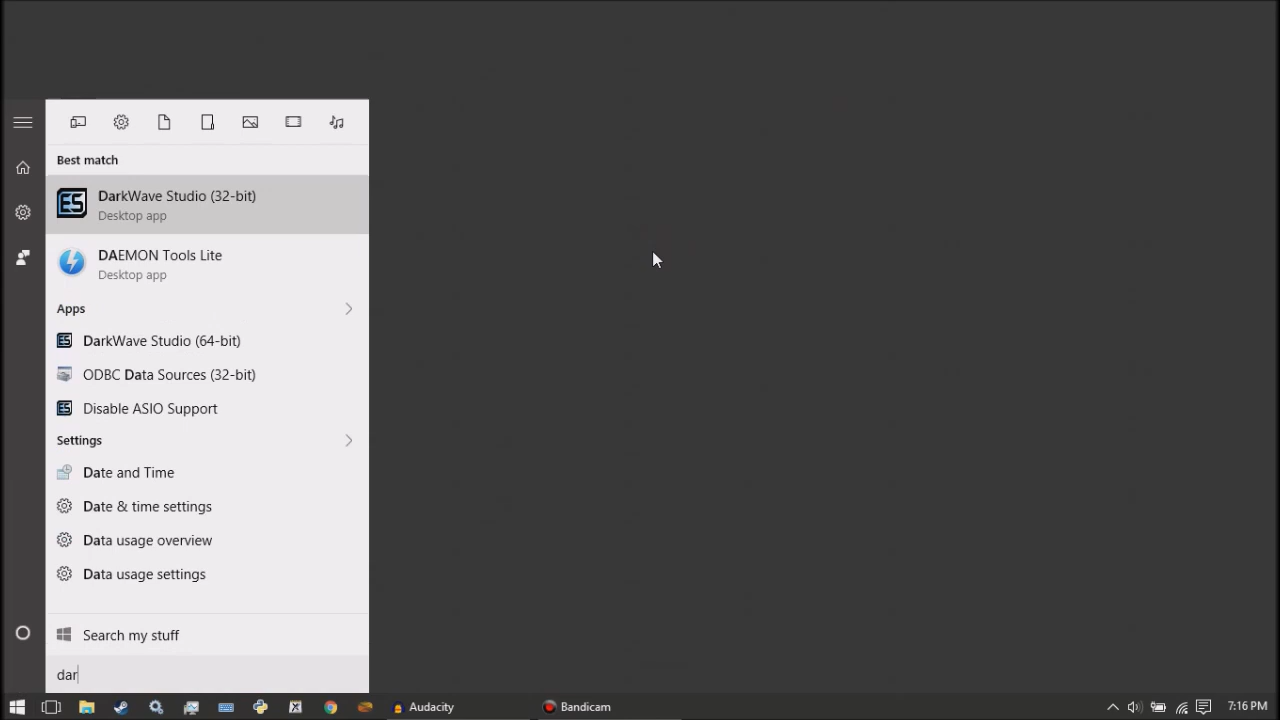 Best match
DarkWave Studio (32-bit)
Desktop app
DAEMON Tools Lite
Desktop app
Apps
DarkWave Studio (64-bit)
ODBC Data Sources (32-bit)
Disable ASIO Support
Settings
Date and Time
Date & time settings
Data usage overview
Data usage settings
Search my stuff
dar
Audacity
Bandicam
7:16 PM